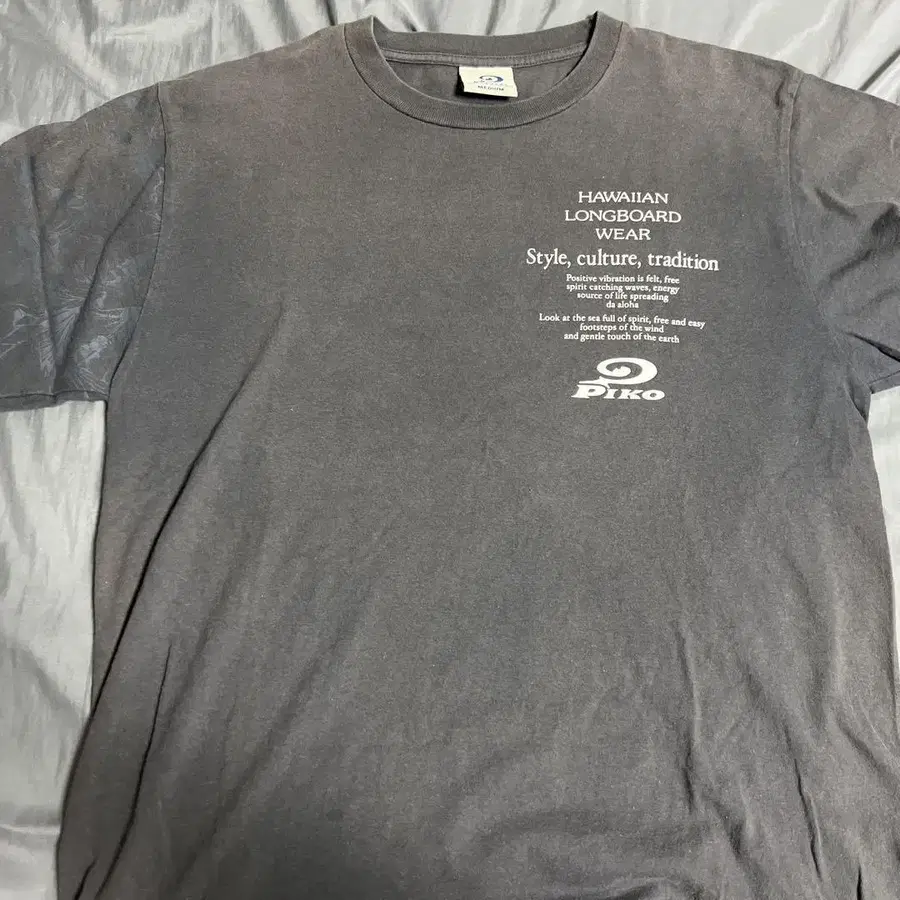 MEDIUM
HAWAIIAN
LONGBOARD
WEAR
Style, culture, tradition
Positive vibration is felt, free
spirit catching waves, energy
source of life spreading
da aloha
Look at the sea full of spirit, free and easy
footsteps of the wind
and gentle touch of the earth
PIKO